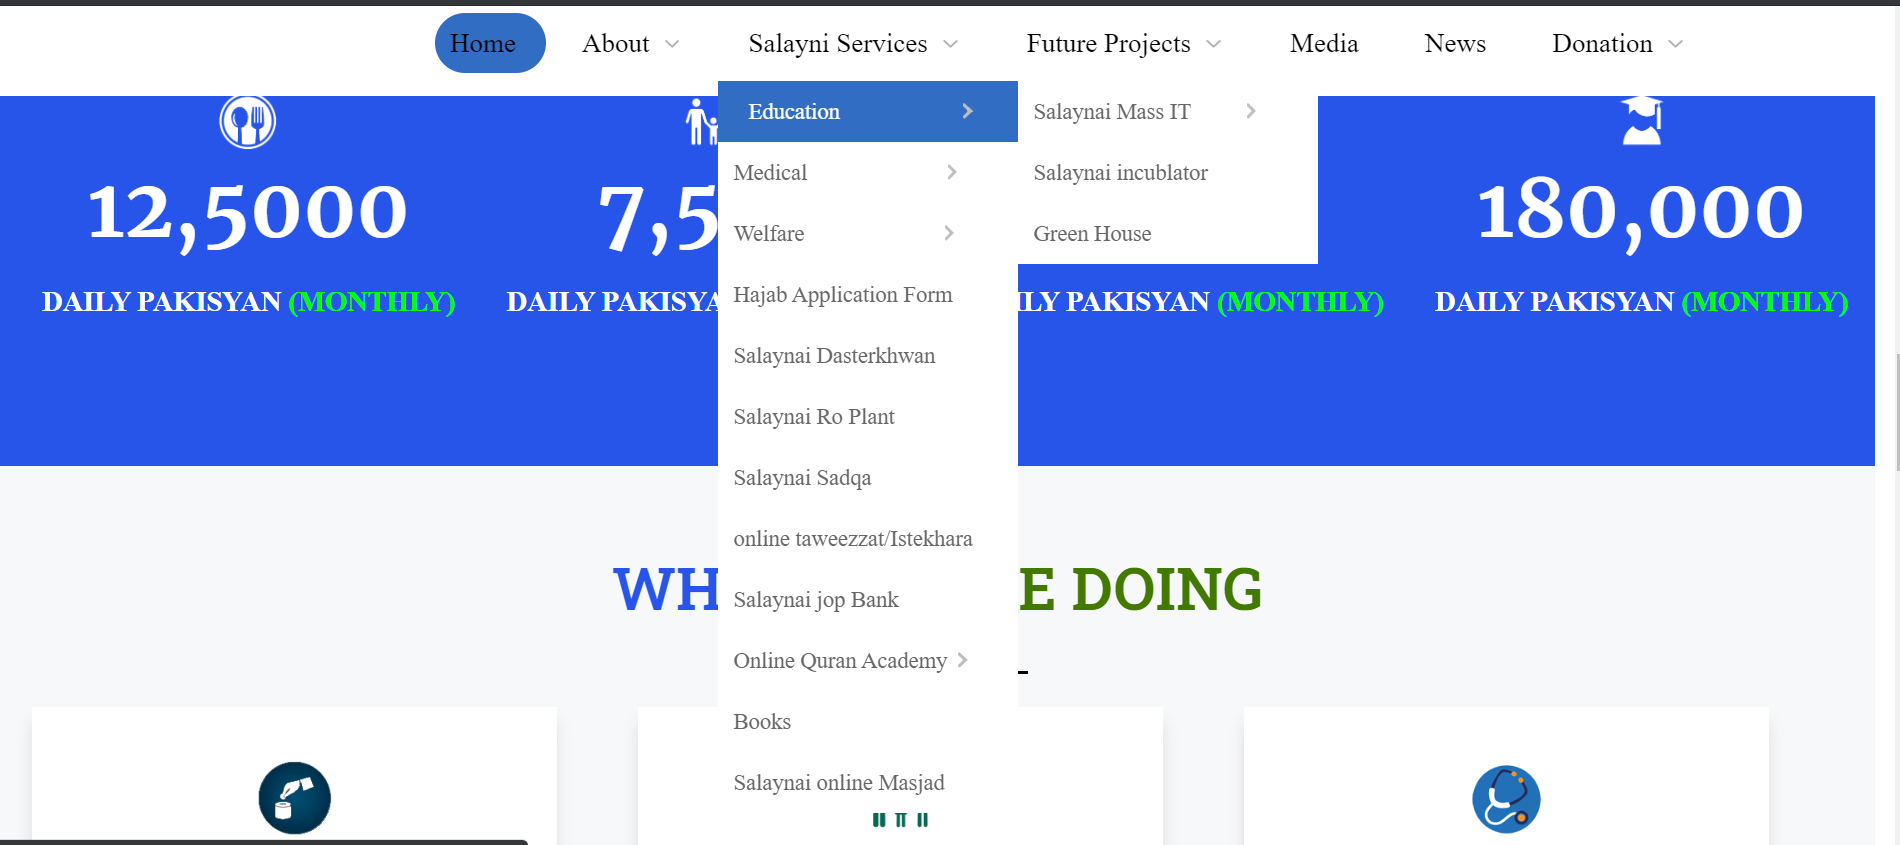 Home About Salayni Services Future Projects Media News Donation
Education
Medical
Welfare
Hajab Application Form
Salaynai Dasterkhwan
Salaynai Ro Plant
Salaynai Sadqa
online taweezzat/Istekhara
Salaynai jop Bank
Online Quran Academy
Books
Salaynai online Masjad
Salaynai Mass IT
Salaynai incublator
Green House
12,5000
DAILY PAKISYAN (MONTHLY)
7,5
DAILY PAKISYA
ILY PAKISYAN (MONTHLY)
180,000
DAILY PAKISYAN (MONTHLY)
WH E DOING